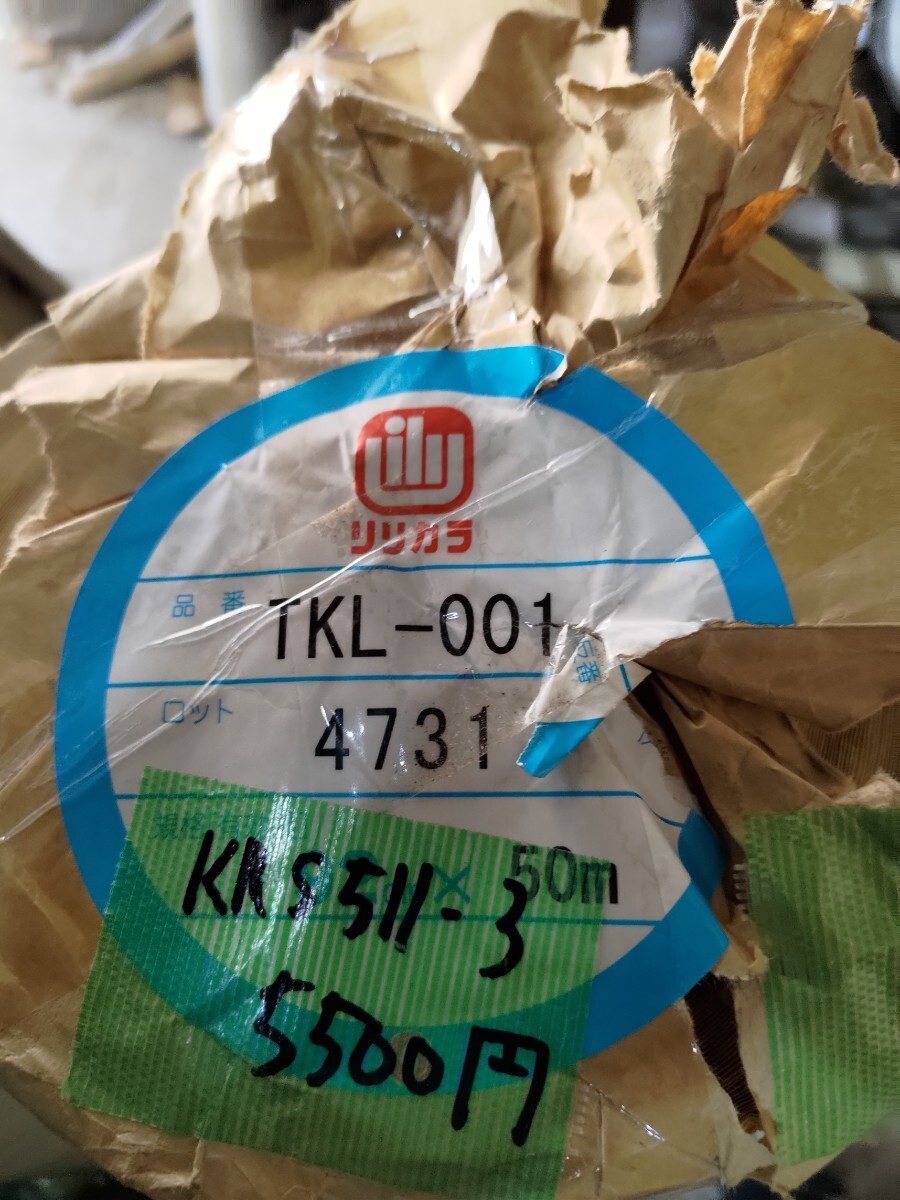 lily
リリカラ
品番 TKL-001
ロット 4731
50m
KRS511-3
5500円